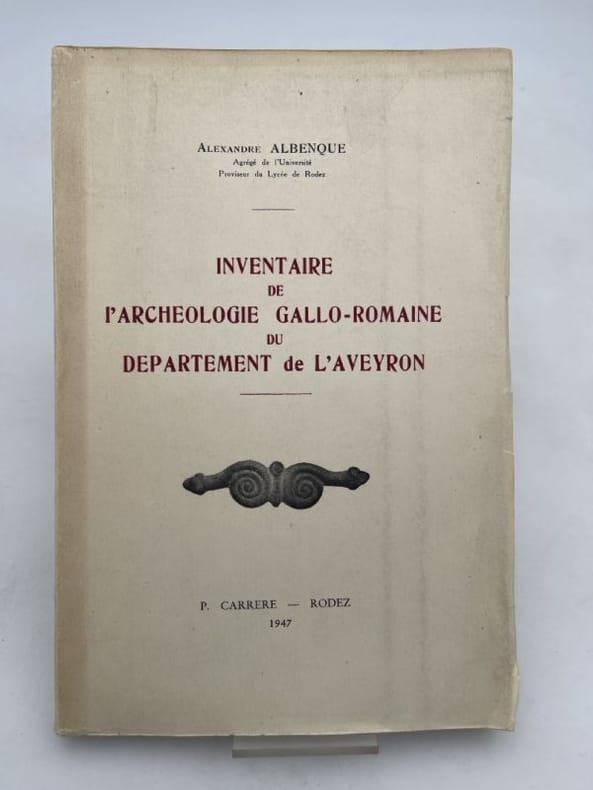 Alexandre ALBENQUE
Agrégé de l'Université
Proviseur du Lycée de Rodez
INVENTAIRE
DE
l'ARCHEOLOGIE GALLO-ROMAINE
DU
DEPARTEMENT de L'AVEYRON
P. CARRERE — RODEZ
1947